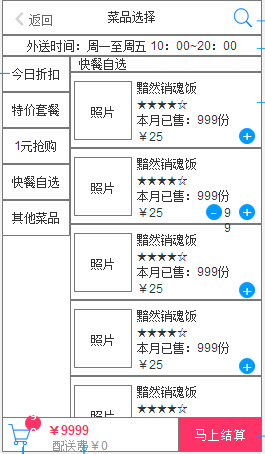 返回
菜品选择
外送时间：周一至周五 10：00~20：00
今日折扣
特价套餐
1元抢购
快餐自选
其他菜品
快餐自选
照片
黯然销魂饭
★★★★☆
本月已售：999份
￥25
照片
黯然销魂饭
★★★★☆
本月已售：999份
￥25
99
照片
黯然销魂饭
★★★★☆
本月已售：999份
￥25
照片
黯然销魂饭
★★★★☆
本月已售：999份
￥25
照片
黯然销魂饭
★★★★☆
￥9999
配送费￥0
马上结算